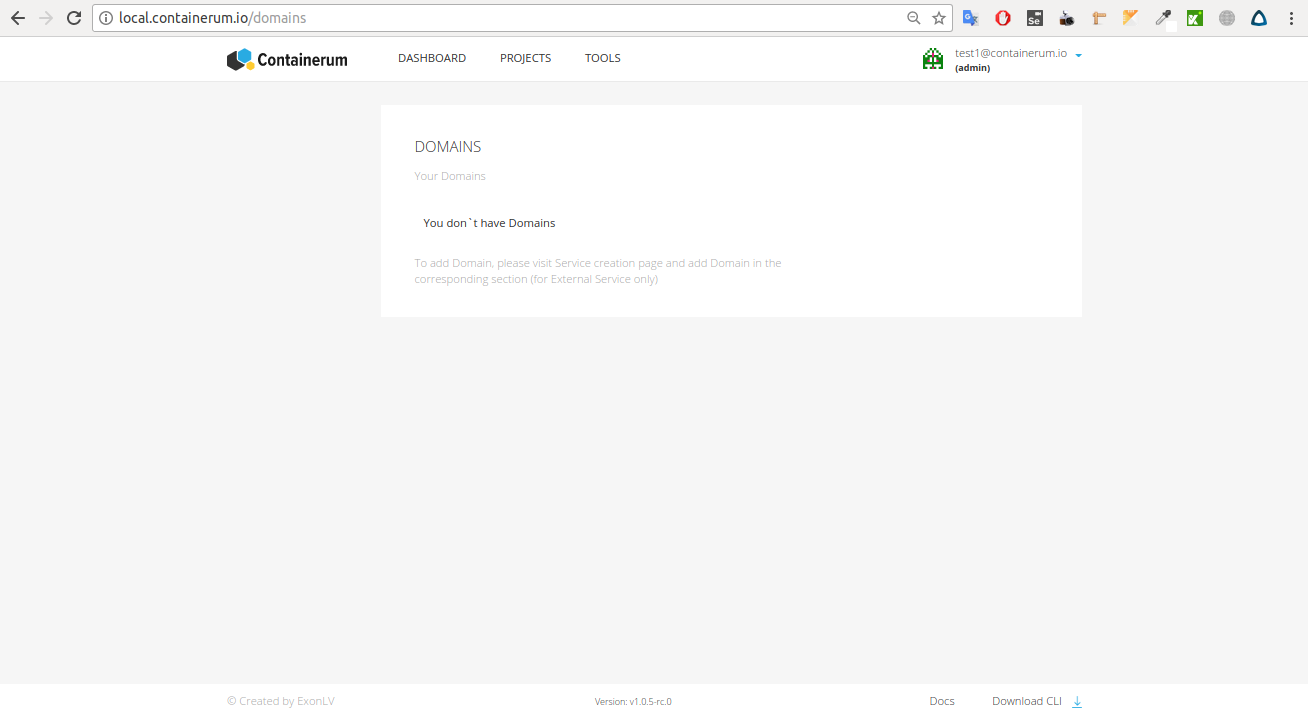 local.containerum.io/domains
Se
Containerum
DASHBOARD
PROJECTS
TOOLS
test1@containerum.io
(admin)
DOMAINS
Your Domains
You don`t have Domains
To add Domain, please visit Service creation page and add Domain in the
corresponding section (for External Service only)
© Created by ExonLV
Version: v1.0.5-rc.0
Docs
Download CLI